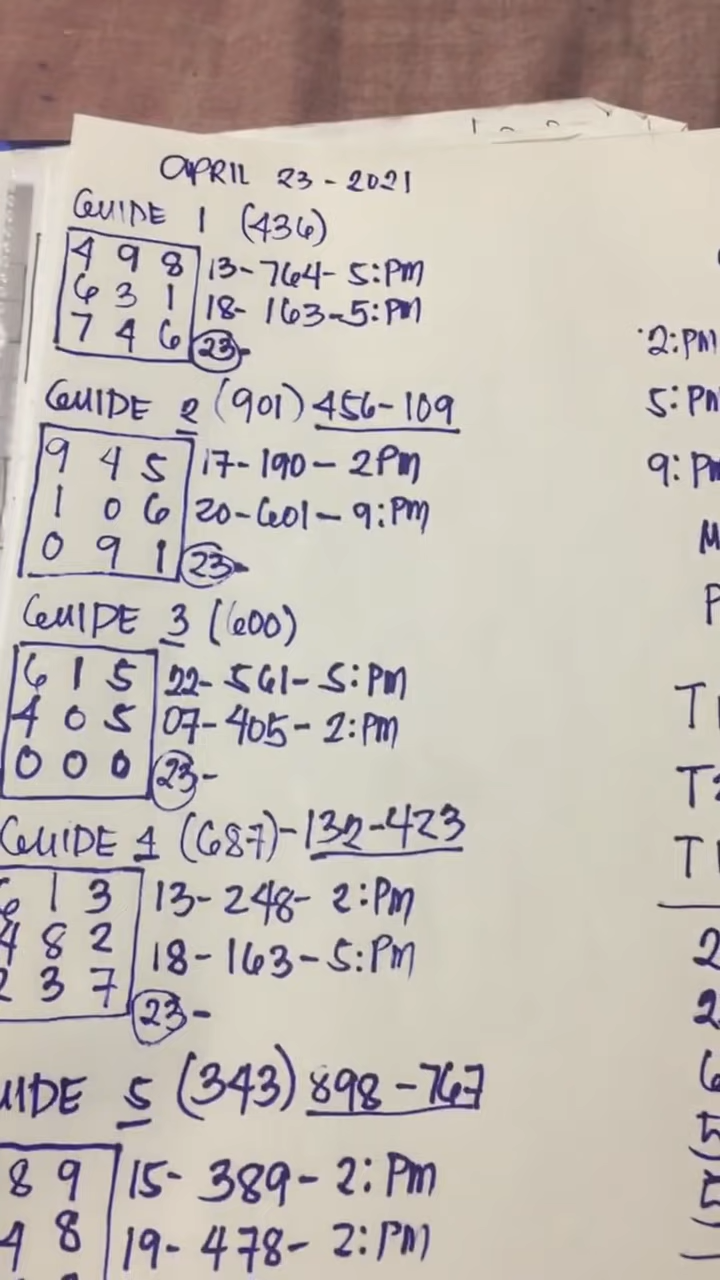 APRIL 23-2021
GUIDE 1 (436)
4 9 8 13-764-5:PM
6 3 1 18-163-5:PM
7 4 6 23-
GUIDE 2 (901) 456-109
9 4 5 17-190-2PM
1 0 6 20-601-9:PM
0 9 1 23-
GUIDE 3 (600)
6 1 5 22-561-5:PM
4 0 5 07-405-2:PM
0 0 0 23-
GUIDE 4 (687)-132-423
6 1 3 13-248-2:PM
4 8 2 18-163-5:PM
2 3 7 23-
GUIDE 5 (343) 898-767
8 9 15-389-2:PM
4 8 19-478-2:PM
2:PM
5:PM
9:PM